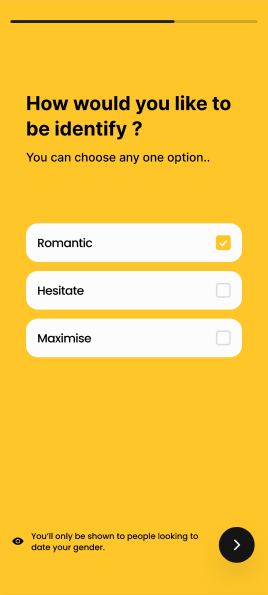 How would you like to
be identify ?
You can choose any one option..
Romantic
Hesitate
Maximise
You'll only be shown to people looking to
date your gender.